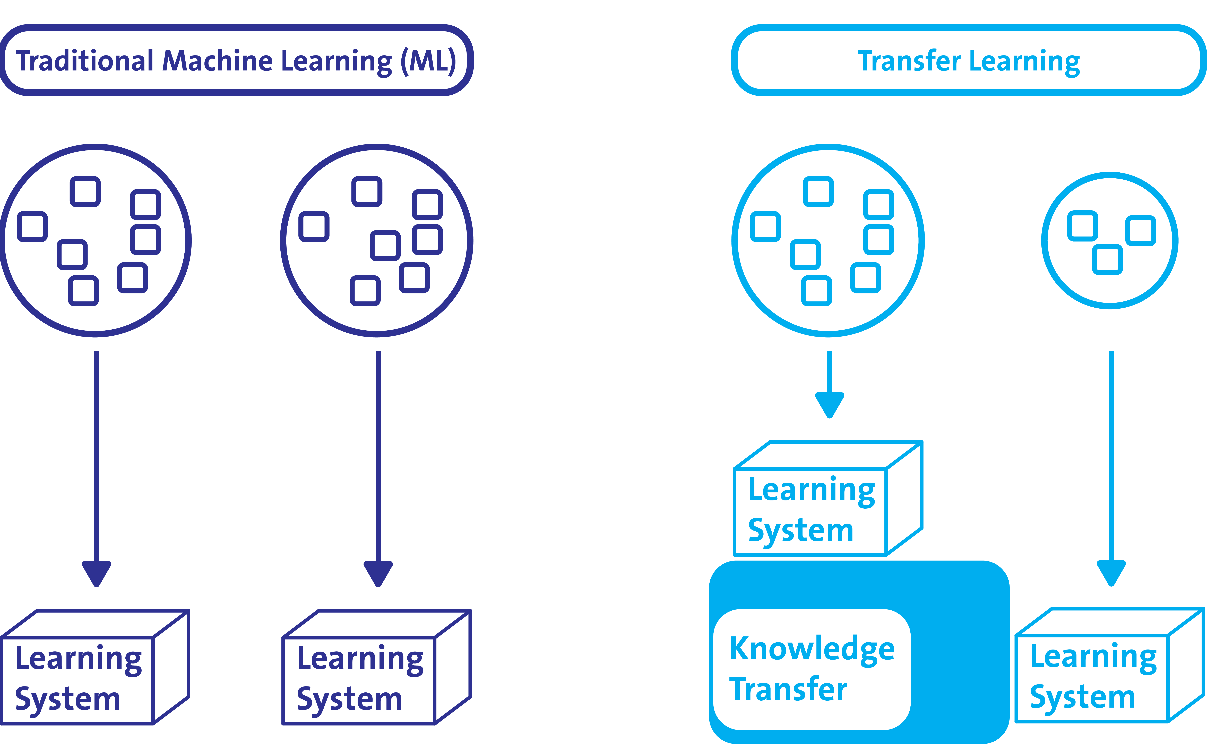 Traditional Machine Learning (ML)
Transfer Learning
Learning
System
Learning
System
Learning
System
Knowledge
Transfer
Learning
System